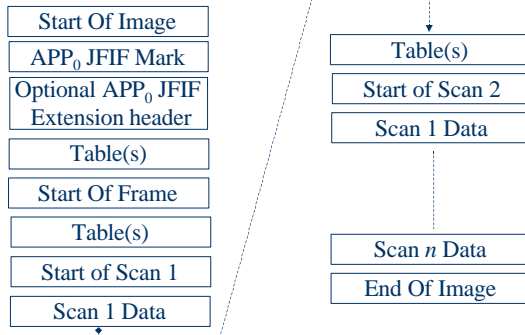 Start Of Image
APP0 JFIF Mark
Optional APP0 JFIF
Extension header
Table(s)
Start Of Frame
Table(s)
Start of Scan 1
Scan 1 Data
Table(s)
Start of Scan 2
Scan 1 Data
Scan n Data
End Of Image